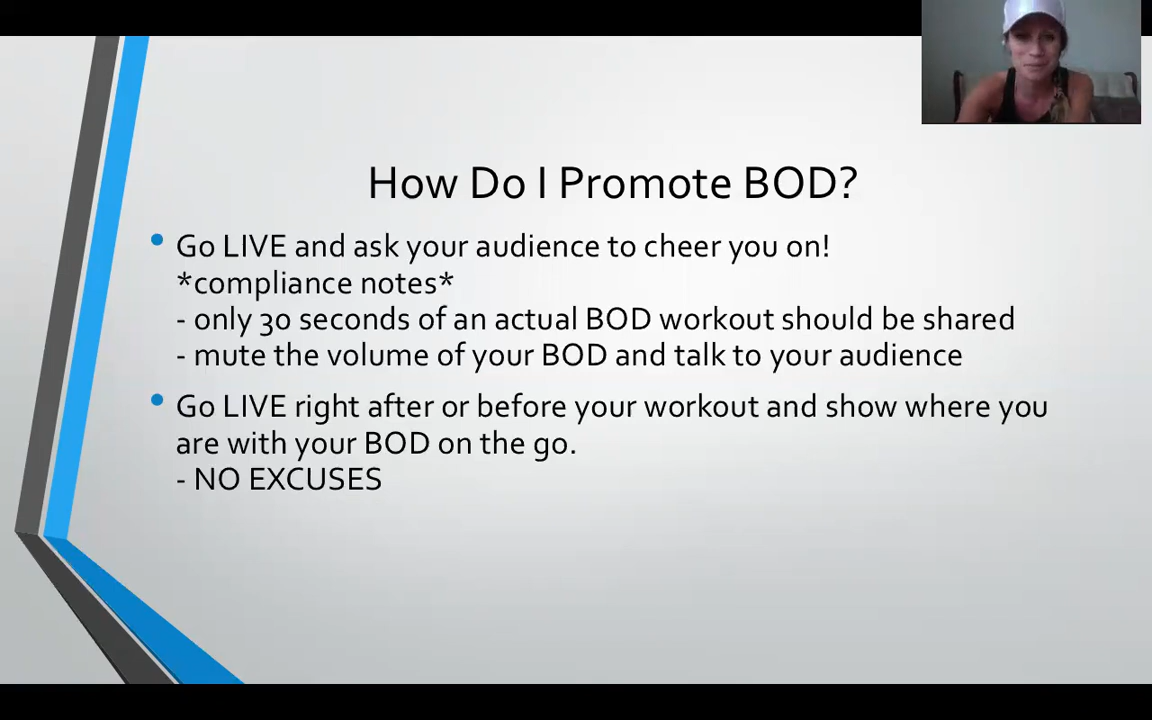 How Do I Promote BOD?
Go LIVE and ask your audience to cheer you on!
*compliance notes*
- only 30 seconds of an actual BOD workout should be shared
- mute the volume of your BOD and talk to your audience
Go LIVE right after or before your workout and show where you
are with your BOD on the go.
- NO EXCUSES